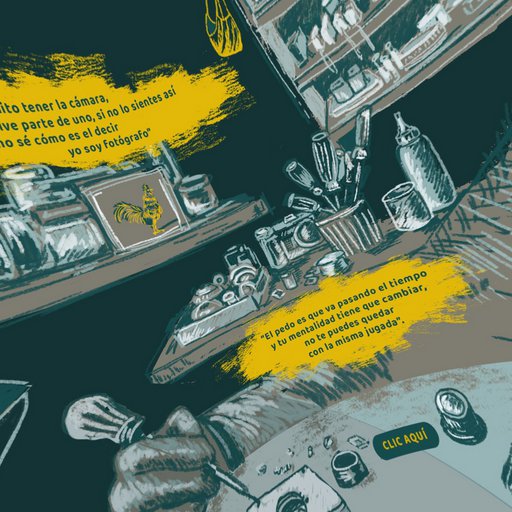 ito tener la cámara,
ve parte de uno, si no lo sientes así
no sé cómo es el decir
yo soy Fotógrafo"
"El pedo es que va pasando el tiempo
y tu mentalidad tiene que cambiar,
no te puedes quedar
con la misma jugada".
CLIC AQUÍ